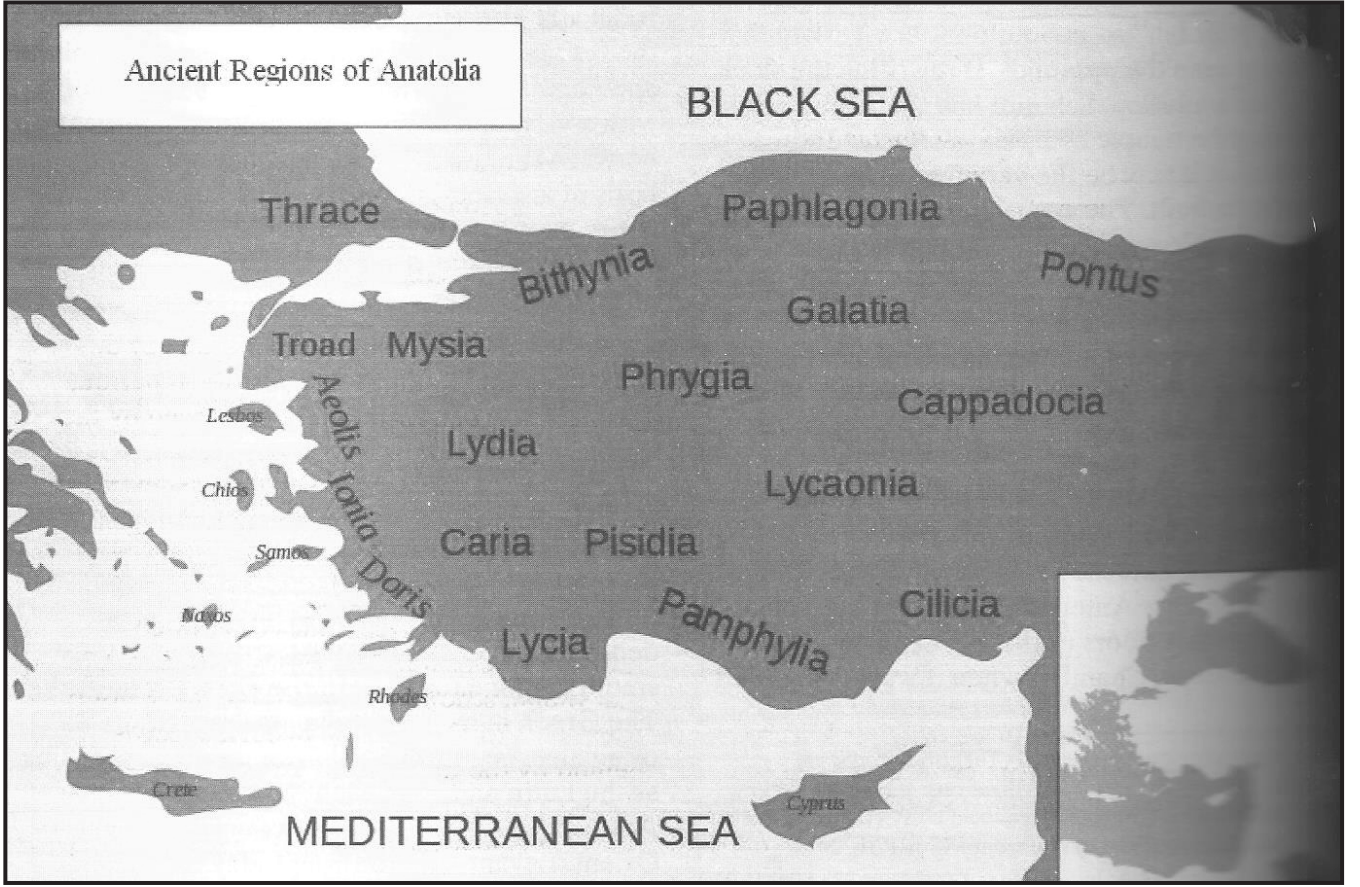 Ancient Regions of Anatolia
BLACK SEA
Thrace
Paphlagonia
Bithynia
Pontus
Galatia
Troad
Mysia
Phrygia
Aeolis
Cappadocia
Lesbos
Lydia
Ionia
Lycaonia
Chios
Caria
Pisidia
Samos
Doris
Pamphylia
Cilicia
Naxos
Lycia
Rhodes
Crete
Cyprus
MEDITERRANEAN SEA